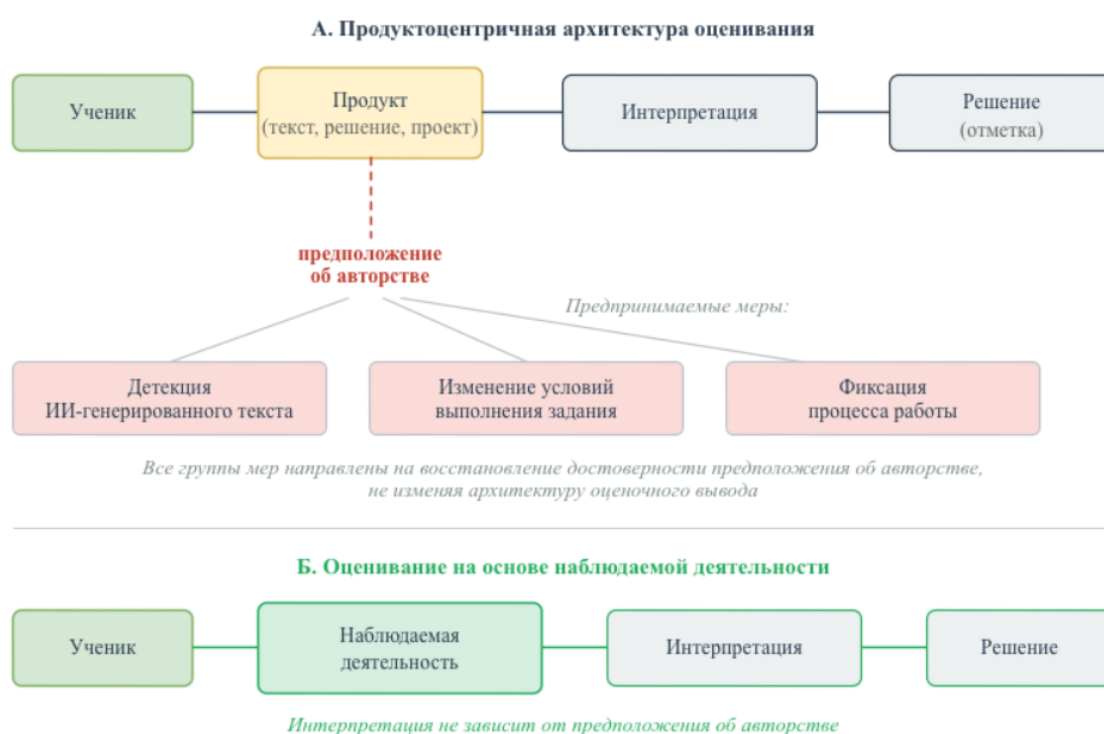 А. Продуктоцентричная архитектура оценивания
Ученик
Продукт
(текст, решение, проект)
Интерпретация
Решение
(отметка)
предположение
об авторстве
Предпринимаемые меры:
Детекция
ИИ-генерированного текста
Изменение условий
выполнения задания
Фиксация
процесса работы
Все группы мер направлены на восстановление достоверности предположения об авторстве,
не изменяя архитектуру оценочного вывода
Б. Оценивание на основе наблюдаемой деятельности
Ученик
Наблюдаемая
деятельность
Интерпретация
Решение
Интерпретация не зависит от предположения об авторстве